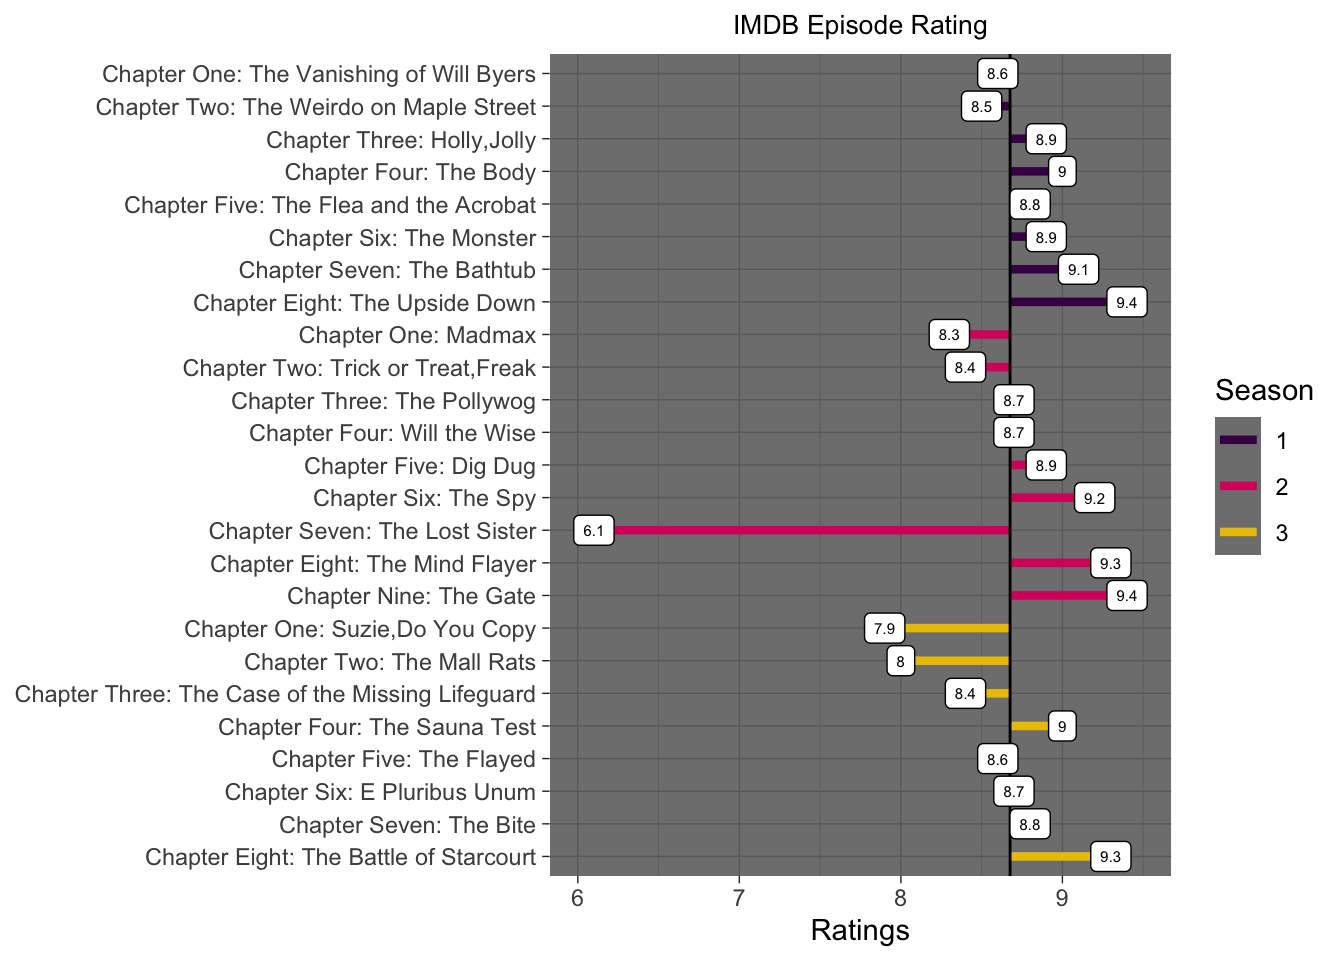 IMDB Episode Rating
Chapter One: The Vanishing of Will Byers 8.6
Chapter Two: The Weirdo on Maple Street 8.5
Chapter Three: Holly,Jolly 8.9
Chapter Four: The Body 9
Chapter Five: The Flea and the Acrobat 8.8
Chapter Six: The Monster 8.9
Chapter Seven: The Bathtub 9.1
Chapter Eight: The Upside Down 9.4
Chapter One: Madmax 8.3
Chapter Two: Trick or Treat,Freak 8.4
Chapter Three: The Pollywog 8.7
Chapter Four: Will the Wise 8.7
Chapter Five: Dig Dug 8.9
Chapter Six: The Spy 9.2
Chapter Seven: The Lost Sister 6.1
Chapter Eight: The Mind Flayer 9.3
Chapter Nine: The Gate 9.4
Chapter One: Suzie,Do You Copy 7.9
Chapter Two: The Mall Rats 8
Chapter Three: The Case of the Missing Lifeguard 8.4
Chapter Four: The Sauna Test 9
Chapter Five: The Flayed 8.6
Chapter Six: E Pluribus Unum 8.7
Chapter Seven: The Bite 8.8
Chapter Eight: The Battle of Starcourt 9.3
6 7 8 9
Ratings
Season
1
2
3